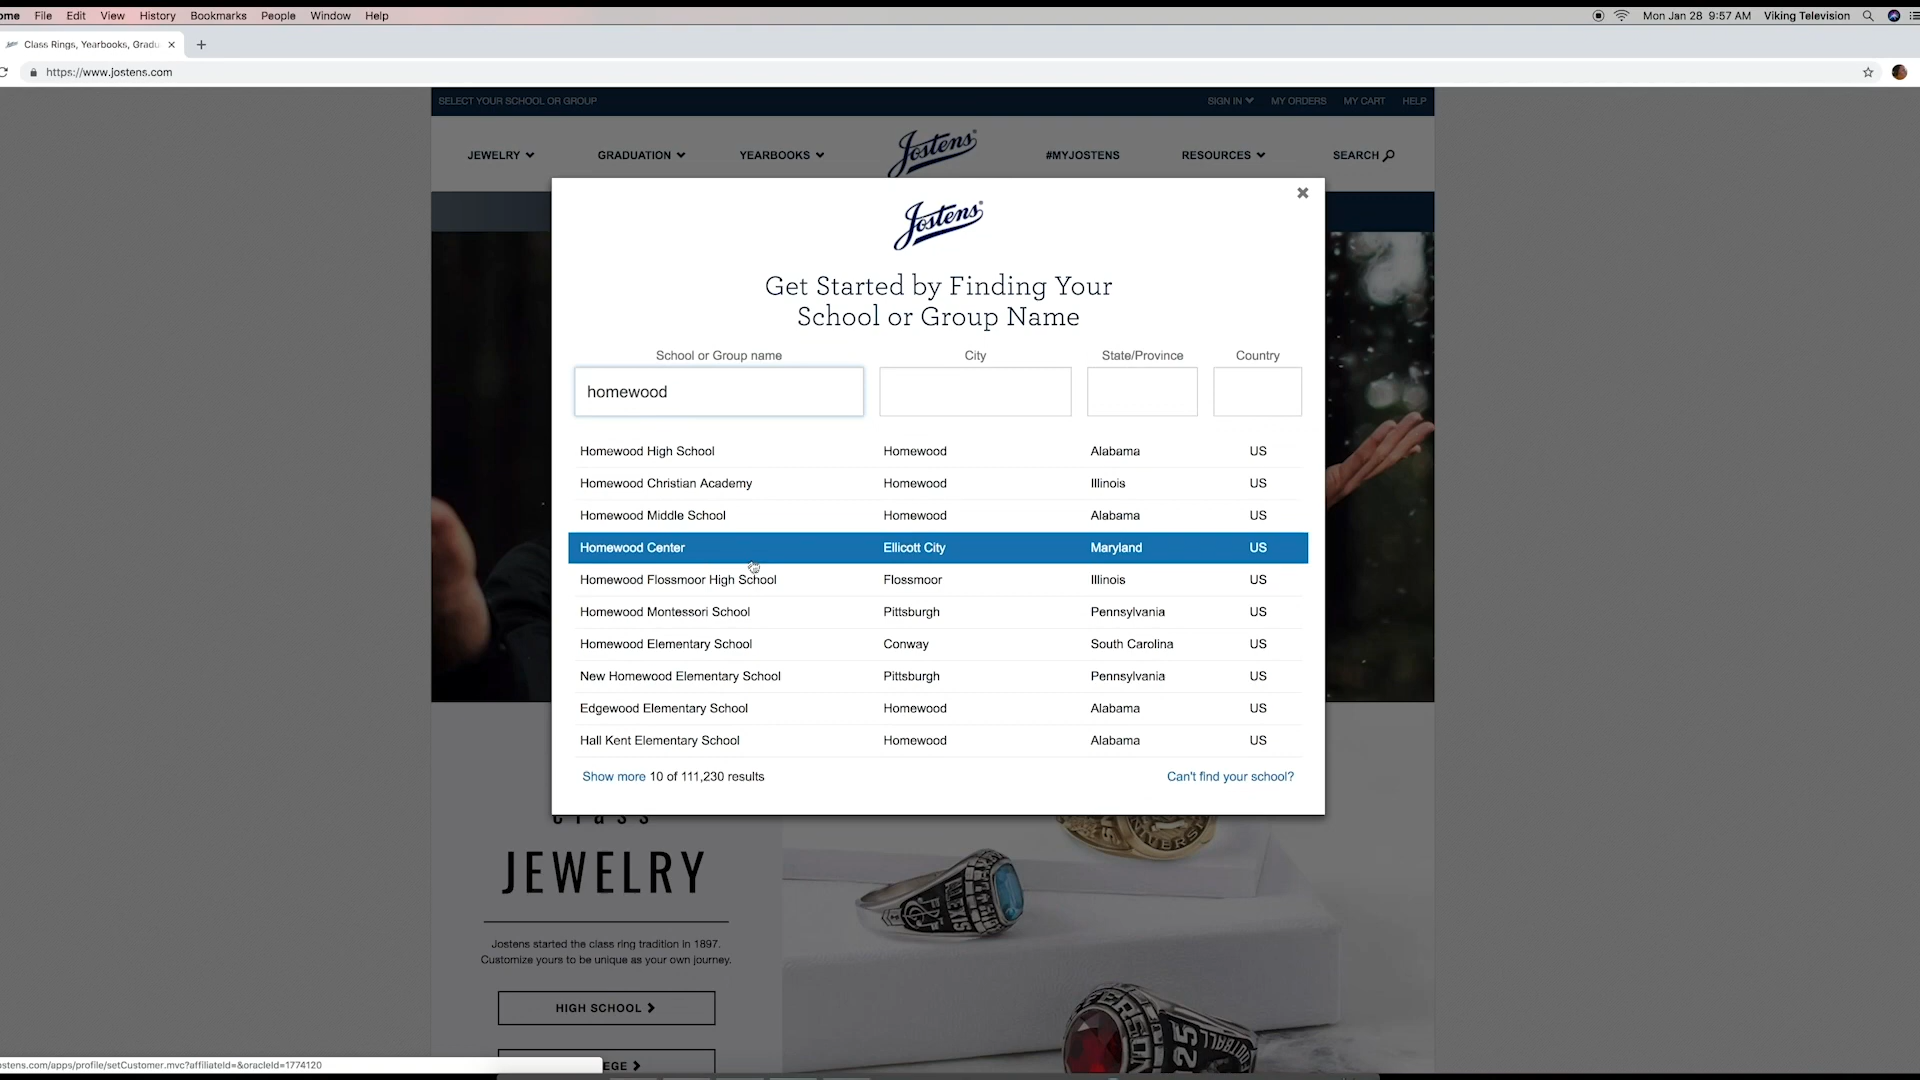 ome File Edit View History Bookmarks People Window Help Mon Jan 28 9:57 AM Viking Television
Class Rings, Yearbooks, Gradu
https://www.jostens.com
SELECT YOUR SCHOOL OR GROUP SIGN IN MY ORDERS MY CART HELP
JEWELRY GRADUATION YEARBOOKS Jostens #MYJOSTENS RESOURCES SEARCH
Jostens
Get Started by Finding Your
School or Group Name
School or Group name City State/Province Country
homewood
Homewood High School Homewood Alabama US
Homewood Christian Academy Homewood Illinois US
Homewood Middle School Homewood Alabama US
Homewood Center Ellicott City Maryland US
Homewood Flossmoor High School Flossmoor Illinois US
Homewood Montessori School Pittsburgh Pennsylvania US
Homewood Elementary School Conway South Carolina US
New Homewood Elementary School Pittsburgh Pennsylvania US
Edgewood Elementary School Homewood Alabama US
Hall Kent Elementary School Homewood Alabama US
Show more 10 of 111,230 results Can't find your school?
class
JEWELRY
Jostens started the class ring tradition in 1897.
Customize yours to be unique as your own journey.
HIGH SCHOOL
EGE
ostens.com/apps/profile/setCustomer.mvc?affiliateId=&oracleId=1774120
ALEXIS
25
FOOTBALL